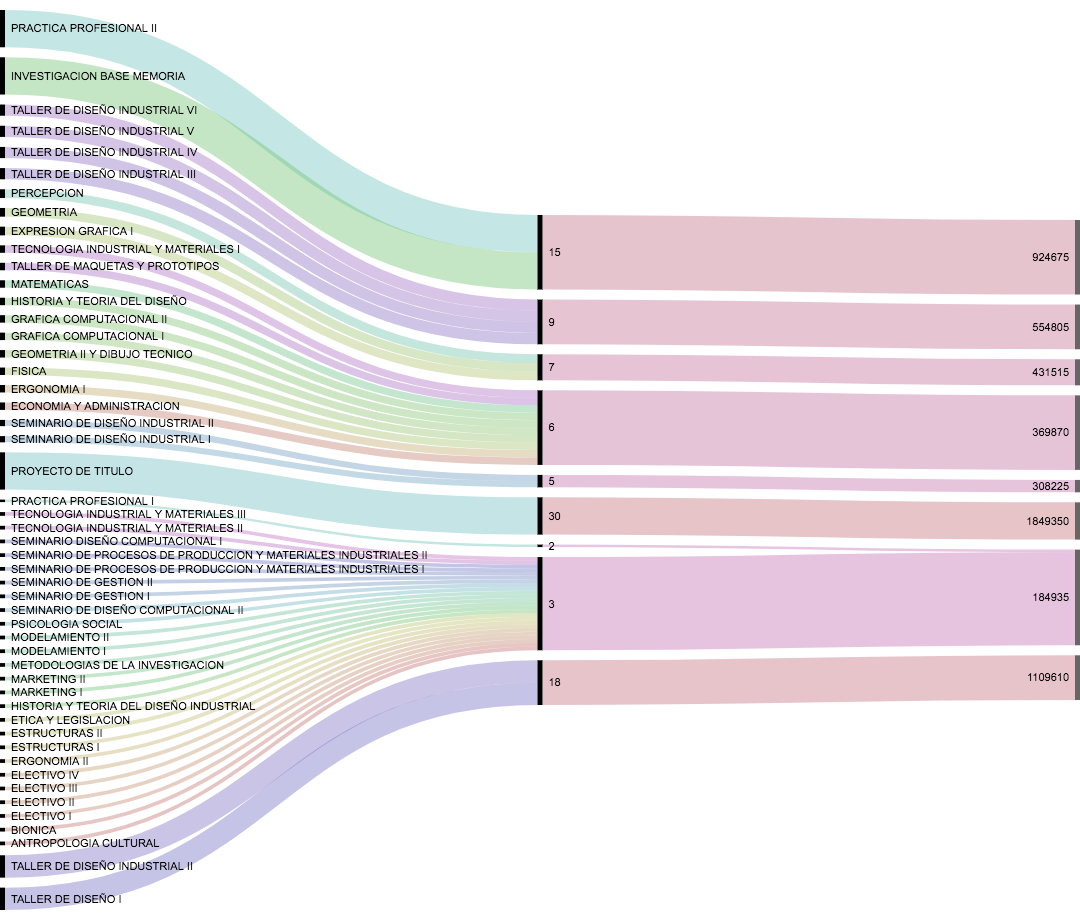 PRACTICA PROFESIONAL II
INVESTIGACION BASE MEMORIA
TALLER DE DISEÑO INDUSTRIAL VI
TALLER DE DISEÑO INDUSTRIAL V
TALLER DE DISEÑO INDUSTRIAL IV
TALLER DE DISEÑO INDUSTRIAL III
PERCEPCION
GEOMETRIA
EXPRESION GRAFICA I
TECNOLOGIA INDUSTRIAL Y MATERIALES I
TALLER DE MAQUETAS Y PROTOTIPOS
MATEMATICAS
HISTORIA Y TEORIA DEL DISEÑO
GRAFICA COMPUTACIONAL II
GRAFICA COMPUTACIONAL I
GEOMETRIA II Y DIBUJO TECNICO
FISICA
ERGONOMIA I
ECONOMIA Y ADMINISTRACION
SEMINARIO DE DISEÑO INDUSTRIAL II
SEMINARIO DE DISEÑO INDUSTRIAL I
PROYECTO DE TITULO
PRACTICA PROFESIONAL I
TECNOLOGIA INDUSTRIAL Y MATERIALES III
TECNOLOGIA INDUSTRIAL Y MATERIALES II
SEMINARIO DISEÑO COMPUTACIONAL I
SEMINARIO DE PROCESOS DE PRODUCCION Y MATERIALES INDUSTRIALES II
SEMINARIO DE PROCESOS DE PRODUCCION Y MATERIALES INDUSTRIALES I
SEMINARIO DE GESTION II
SEMINARIO DE GESTION I
SEMINARIO DE DISEÑO COMPUTACIONAL II
PSICOLOGIA SOCIAL
MODELAMIENTO II
MODELAMIENTO I
METODOLOGIAS DE LA INVESTIGACION
MARKETING II
MARKETING I
HISTORIA Y TEORIA DEL DISEÑO INDUSTRIAL
ETICA Y LEGISLACION
ESTRUCTURAS II
ESTRUCTURAS I
ERGONOMIA II
ELECTIVO IV
ELECTIVO III
ELECTIVO II
ELECTIVO I
BIONICA
ANTROPOLOGIA CULTURAL
TALLER DE DISEÑO INDUSTRIAL II
TALLER DE DISEÑO I
15
9
7
6
5
30
2
3
18
924675
554805
431515
369870
308225
1849350
184935
1109610